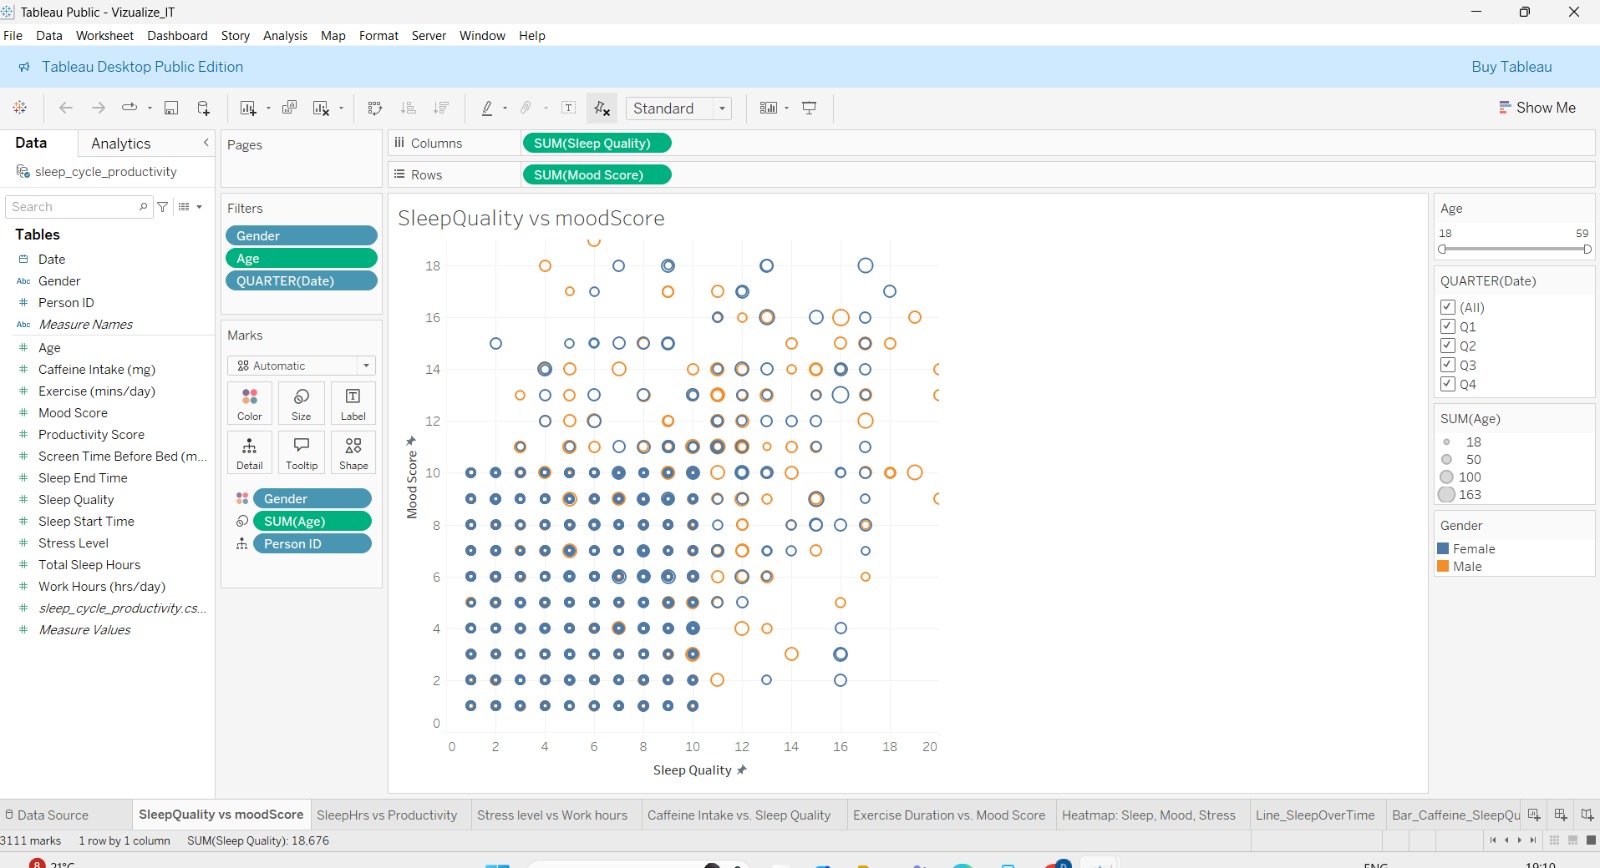 Tableau Public - Vizualize_IT
File Data Worksheet Dashboard Story Analysis Map Format Server Window Help
Tableau Desktop Public Edition
Buy Tableau
Standard
Show Me
Data
Analytics
sleep_cycle_productivity
Search
Tables
Date
Abc Gender
Person ID
Abc Measure Names
Age
Caffeine Intake (mg)
Exercise (mins/day)
Mood Score
Productivity Score
Screen Time Before Bed (m...
Sleep End Time
Sleep Quality
Sleep Start Time
Stress Level
Total Sleep Hours
Work Hours (hrs/day)
sleep_cycle_productivity.cs...
Measure Values
Pages
Filters
Gender
Age
QUARTER(Date)
Marks
Automatic
Color Size Label
Detail Tooltip Shape
Gender
SUM(Age)
Person ID
Columns
SUM(Sleep Quality)
Rows
SUM(Mood Score)
SleepQuality vs moodScore
18
16
14
12
10
8
6
4
2
0
Mood Score
0 2 4 6 8 10 12 14 16 18 20
Sleep Quality
Age
18 59
QUARTER(Date)
(All)
Q1
Q2
Q3
Q4
SUM(Age)
18
50
100
163
Gender
Female
Male
Data Source
SleepQuality vs moodScore
SleepHrs vs Productivity
Stress level vs Work hours
Caffeine Intake vs. Sleep Quality
Exercise Duration vs. Mood Score
Heatmap: Sleep, Mood, Stress
Line_SleepOverTime
Bar_Caffeine_SleepQu
3111 marks 1 row by 1 column SUM(Sleep Quality): 18.676
8
21°C
ENG
19:10